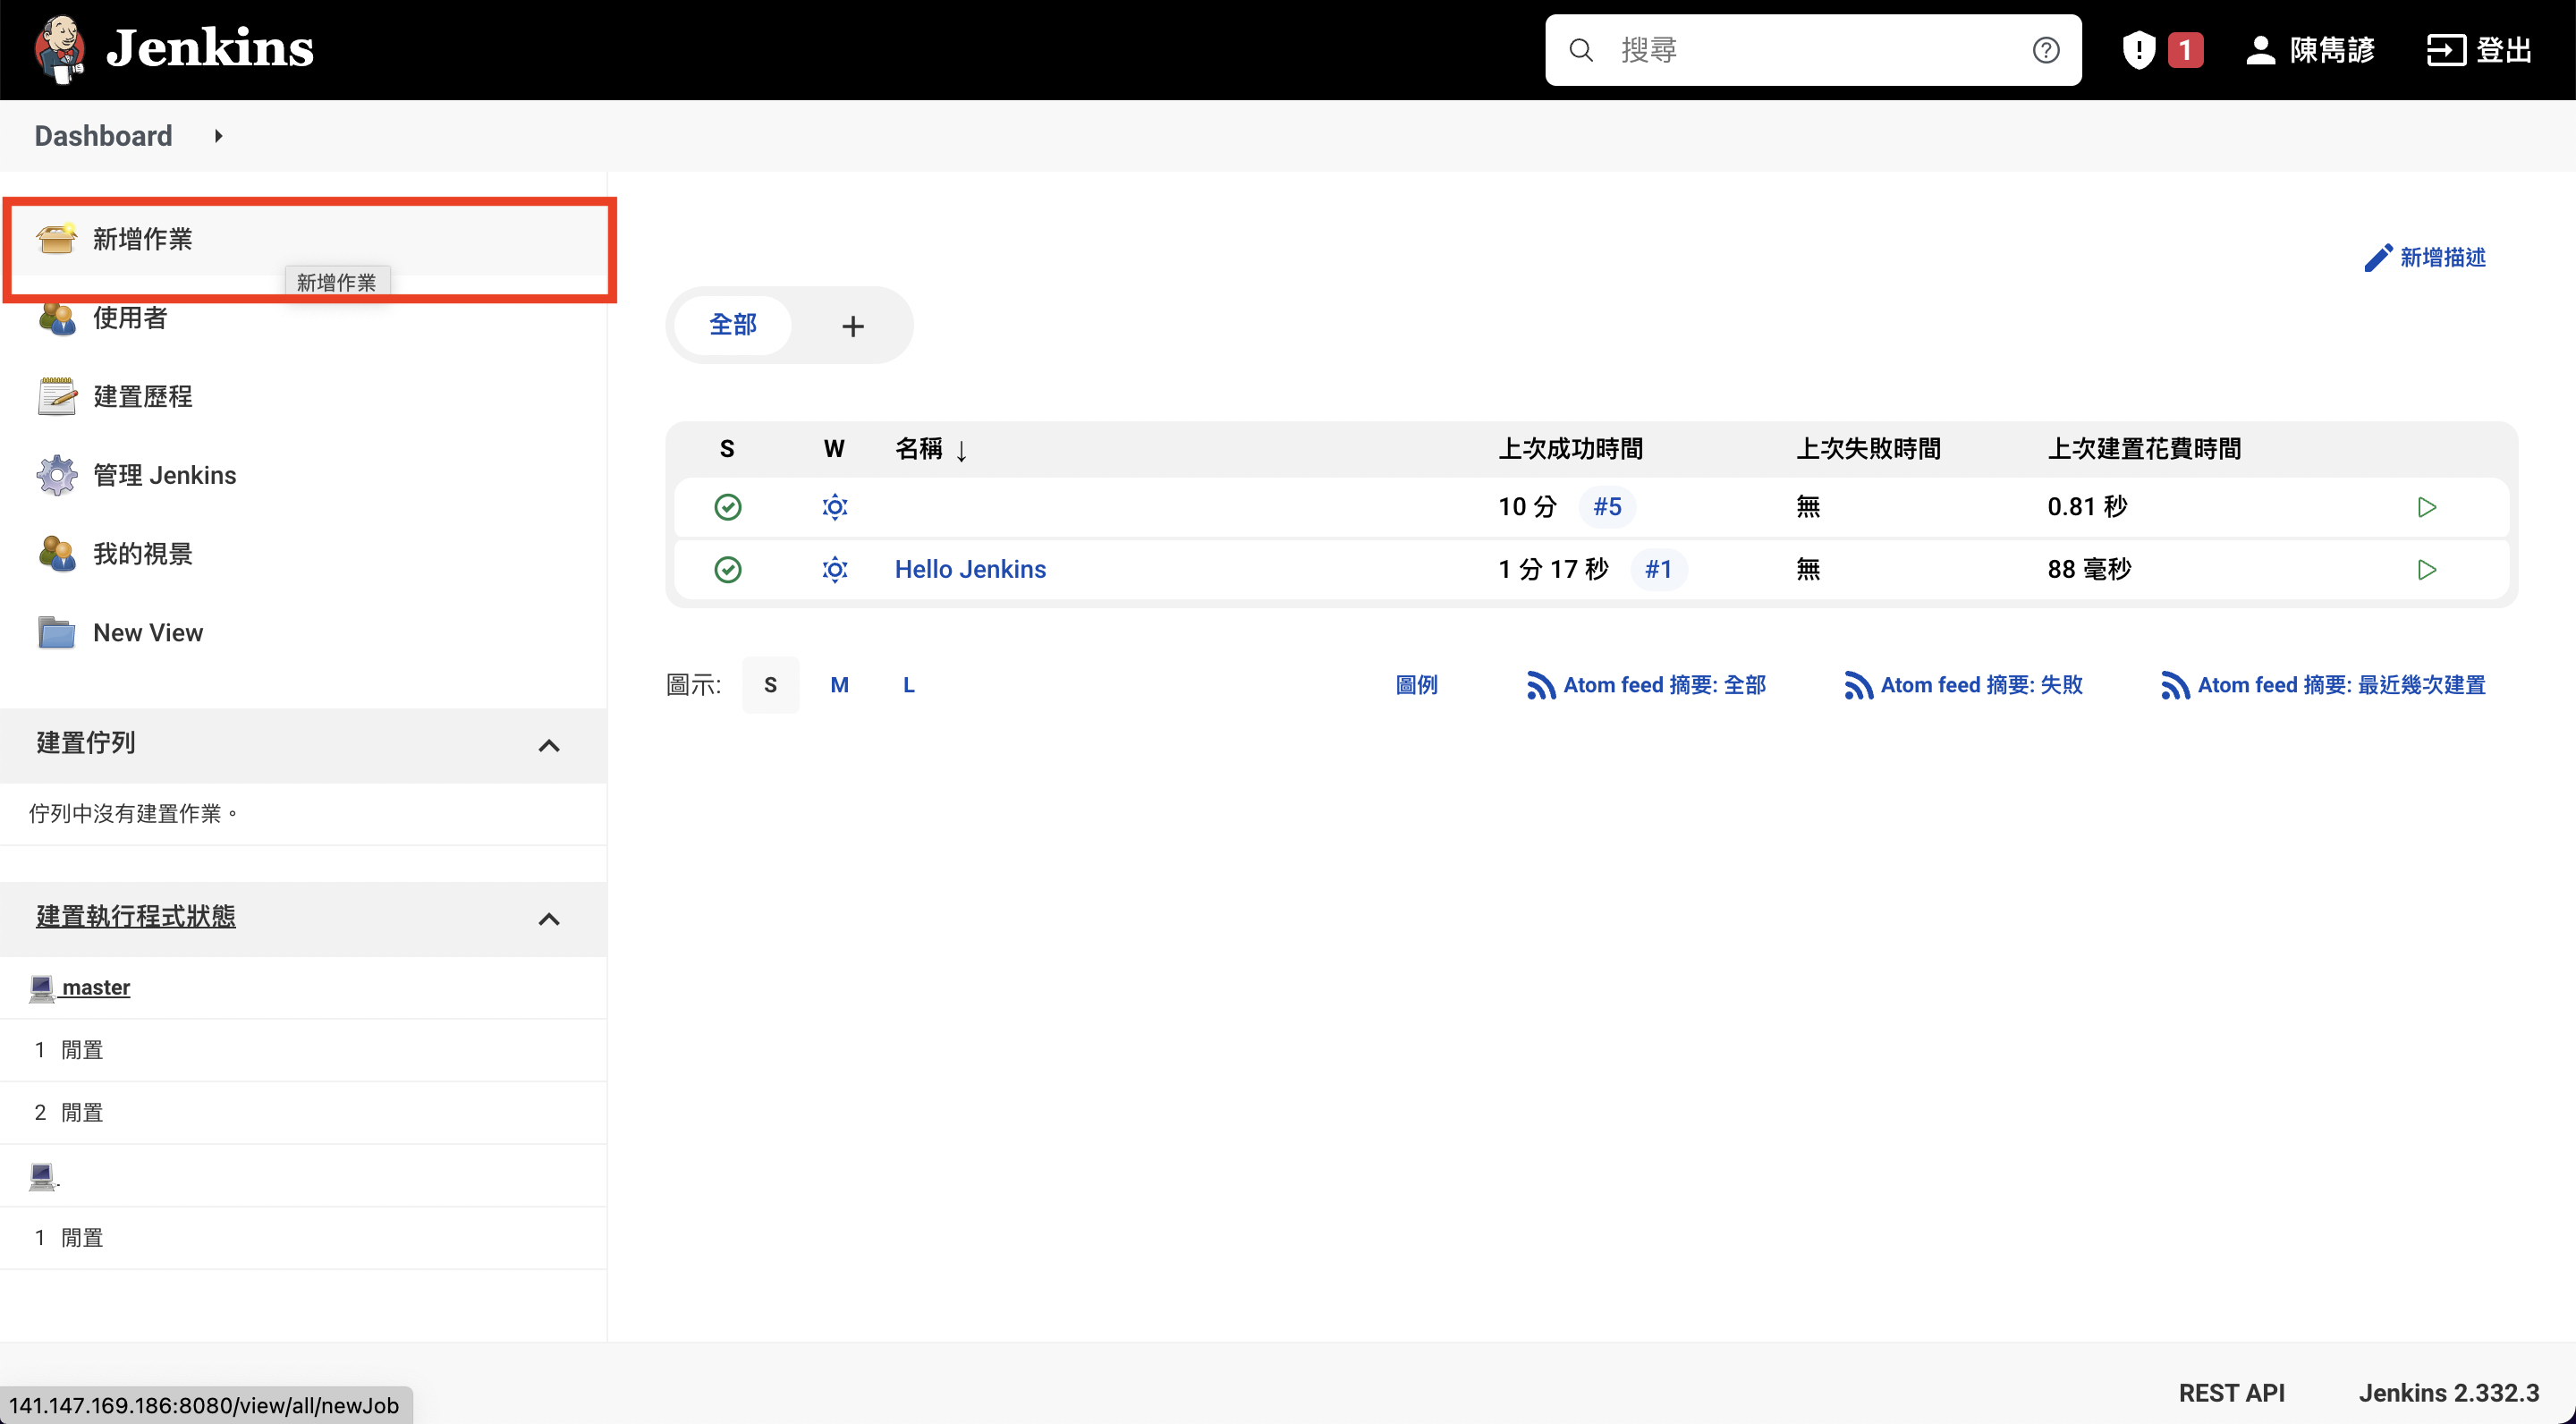 Jenkins
搜尋
1
陳雋諺
登出
Dashboard
新增作業
新增作業
使用者
建置歷程
管理 Jenkins
我的視景
New View
建置佇列
佇列中沒有建置作業。
建置執行程式狀態
master
1 閒置
2 閒置
.
1 閒置
新增描述
全部 +
S W 名稱 ↓ 上次成功時間 上次失敗時間 上次建置花費時間
10 分 #5 無 0.81 秒
Hello Jenkins 1 分 17 秒 #1 無 88 毫秒
圖示: S M L 圖例 Atom feed 摘要: 全部 Atom feed 摘要: 失敗 Atom feed 摘要: 最近幾次建置
REST API Jenkins 2.332.3
141.147.169.186:8080/view/all/newJob